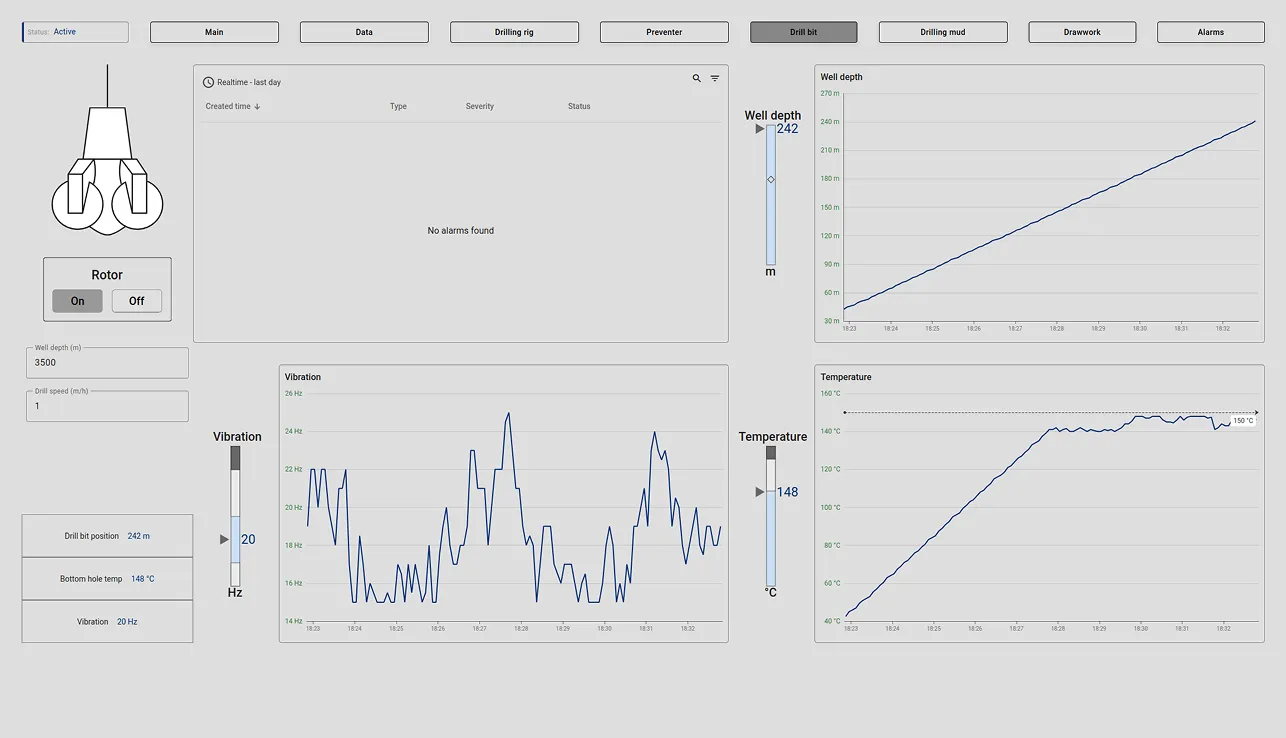 Status: Active
Main
Data
Drilling rig
Preventer
Drill bit
Drilling mud
Drawwork
Alarms
Rotor
On Off
Well depth (m)
3500
Drill speed (m/h)
1
Drill bit position 242 m
Bottom hole temp 148 °C
Vibration 20 Hz
Realtime - last day
Created time Type Severity Status
No alarms found
Well depth
242
m
Well depth
270 m
240 m
210 m
180 m
150 m
120 m
90 m
60 m
30 m
18:23 18:24 18:25 18:26 18:27 18:28 18:29 18:30 18:31 18:32
Vibration
20
Hz
Vibration
26 Hz
24 Hz
22 Hz
20 Hz
18 Hz
16 Hz
14 Hz
18:23 18:24 18:25 18:26 18:27 18:28 18:29 18:30 18:31 18:32
Temperature
148
°C
Temperature
160 °C
150 °C
140 °C
120 °C
100 °C
80 °C
60 °C
40 °C
18:23 18:24 18:25 18:26 18:27 18:28 18:29 18:30 18:31 18:32